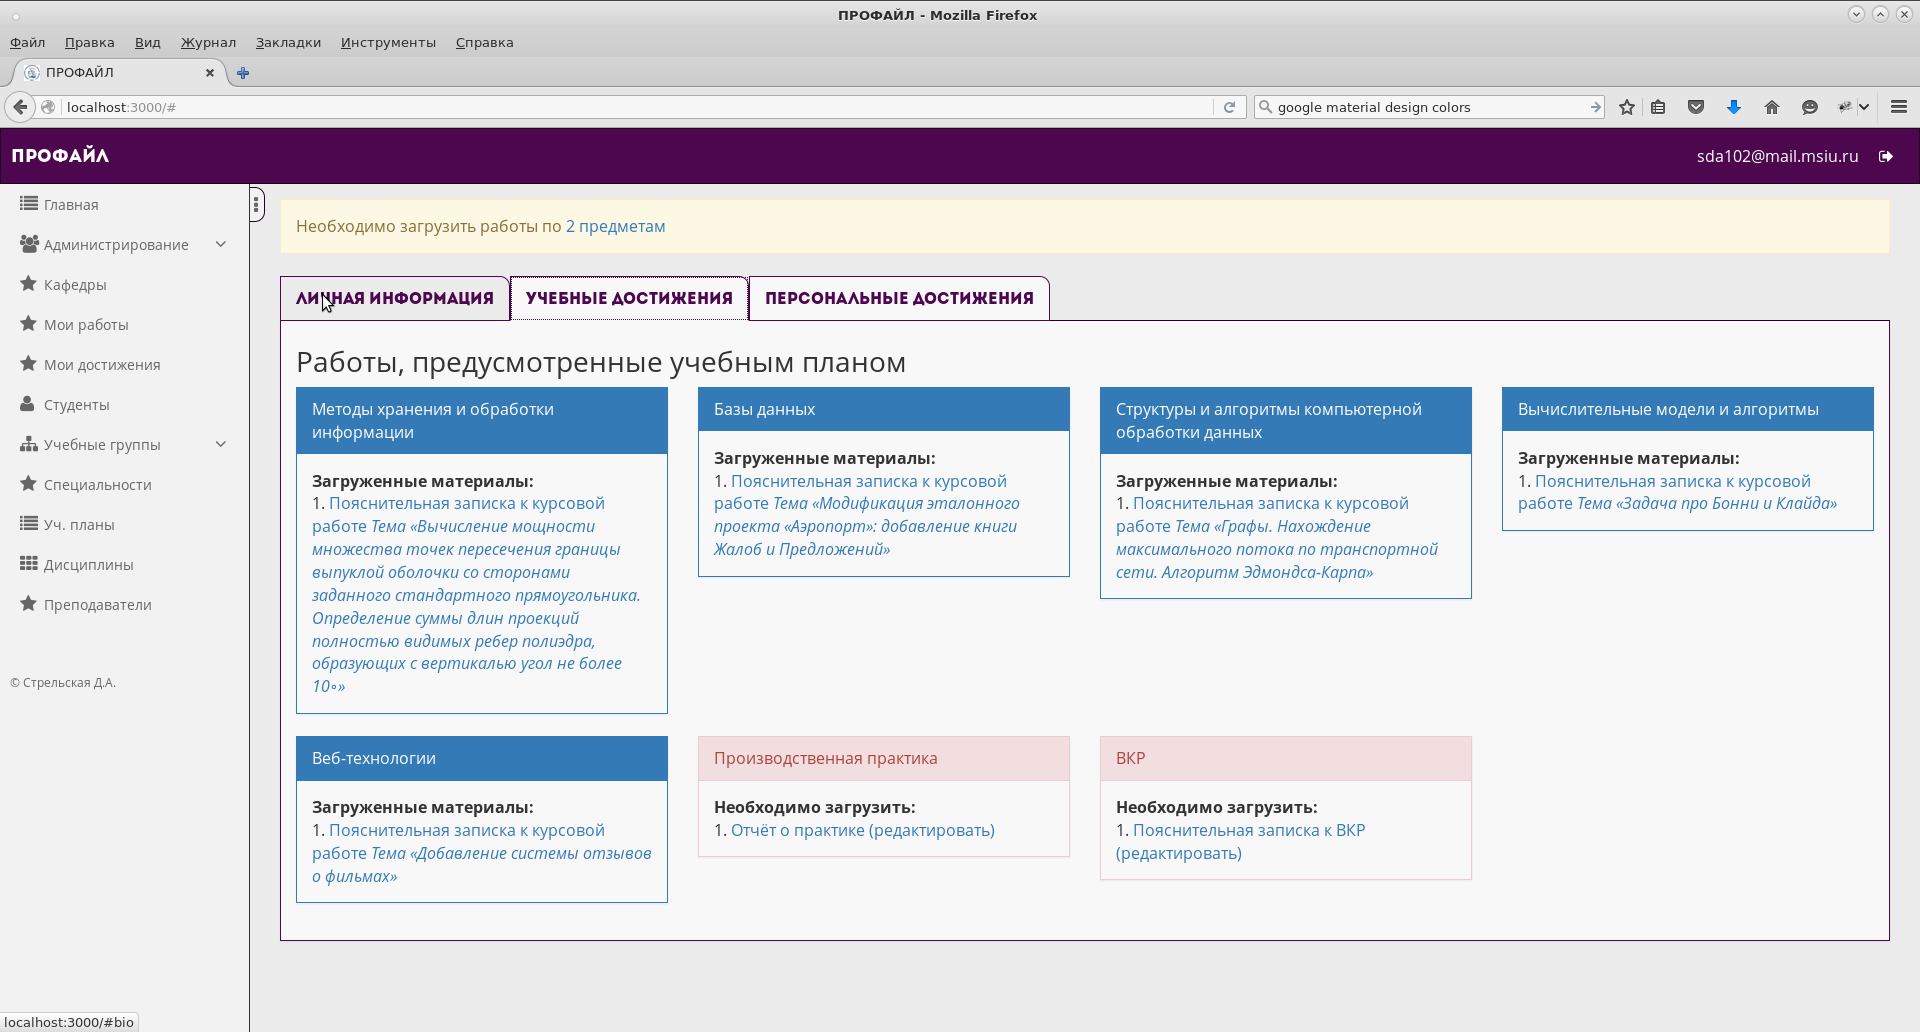 ПРОФАЙЛ - Mozilla Firefox
Файл Правка Вид Журнал Закладки Инструменты Справка
ПРОФАЙЛ
localhost:3000/#
google material design colors
ПРОФАЙЛ
sda102@mail.msiu.ru
Главная
Администрирование
Кафедры
Мои работы
Мои достижения
Студенты
Учебные группы
Специальности
Уч. планы
Дисциплины
Преподаватели
© Стрельская Д.А.
Необходимо загрузить работы по 2 предметам
ЛИЧНАЯ ИНФОРМАЦИЯ
УЧЕБНЫЕ ДОСТИЖЕНИЯ
ПЕРСОНАЛЬНЫЕ ДОСТИЖЕНИЯ
Работы, предусмотренные учебным планом
Методы хранения и обработки
информации
Загруженные материалы:
1. Пояснительная записка к курсовой
работе Тема «Вычисление мощности
множества точек пересечения границы
выпуклой оболочки со сторонами
заданного стандартного прямоугольника.
Определение суммы длин проекций
полностью видимых ребер полиэдра,
образующих с вертикалью угол не более
10∘»
Базы данных
Загруженные материалы:
1. Пояснительная записка к курсовой
работе Тема «Модификация эталонного
проекта «Аэропорт»: добавление книги
Жалоб и Предложений»
Структуры и алгоритмы компьютерной
обработки данных
Загруженные материалы:
1. Пояснительная записка к курсовой
работе Тема «Графы. Нахождение
максимального потока по транспортной
сети. Алгоритм Эдмондса-Карпа»
Вычислительные модели и алгоритмы
Загруженные материалы:
1. Пояснительная записка к курсовой
работе Тема «Задача про Бонни и Клайда»
Веб-технологии
Загруженные материалы:
1. Пояснительная записка к курсовой
работе Тема «Добавление системы отзывов
о фильмах»
Производственная практика
Необходимо загрузить:
1. Отчёт о практике (редактировать)
ВКР
Необходимо загрузить:
1. Пояснительная записка к ВКР
(редактировать)
localhost:3000/#bio